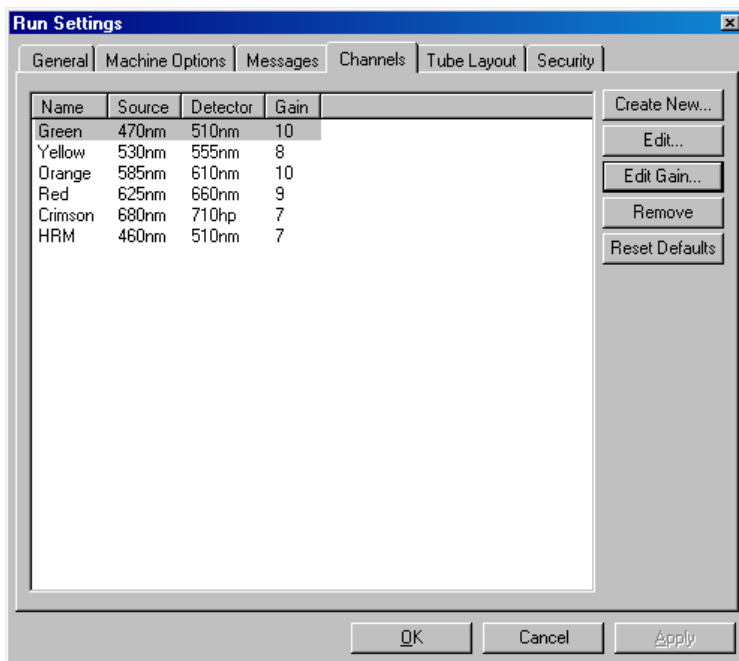 Run Settings
General Machine Options Messages Channels Tube Layout Security
Name Source Detector Gain
Green 470nm 510nm 10
Yellow 530nm 555nm 8
Orange 585nm 610nm 10
Red 625nm 660nm 9
Crimson 680nm 710hp 7
HRM 460nm 510nm 7
Create New...
Edit...
Edit Gain...
Remove
Reset Defaults
OK Cancel Apply